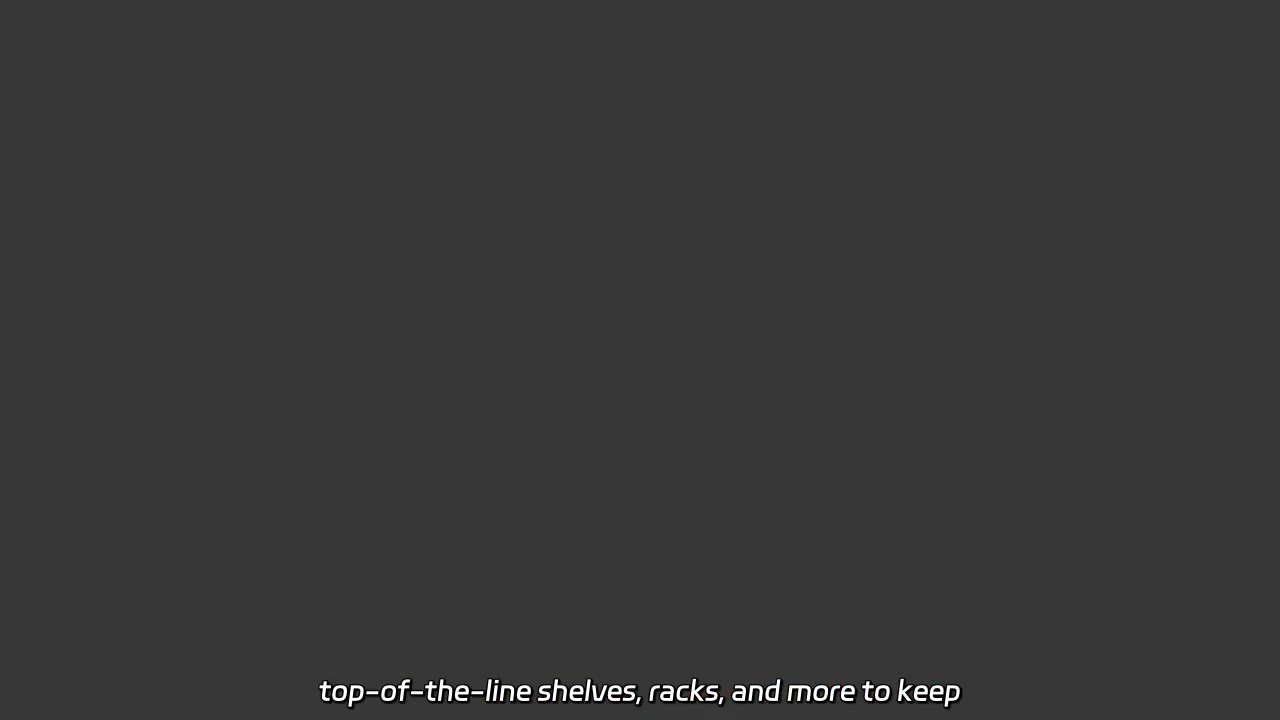 top-of-the-line shelves, racks, and more to keep